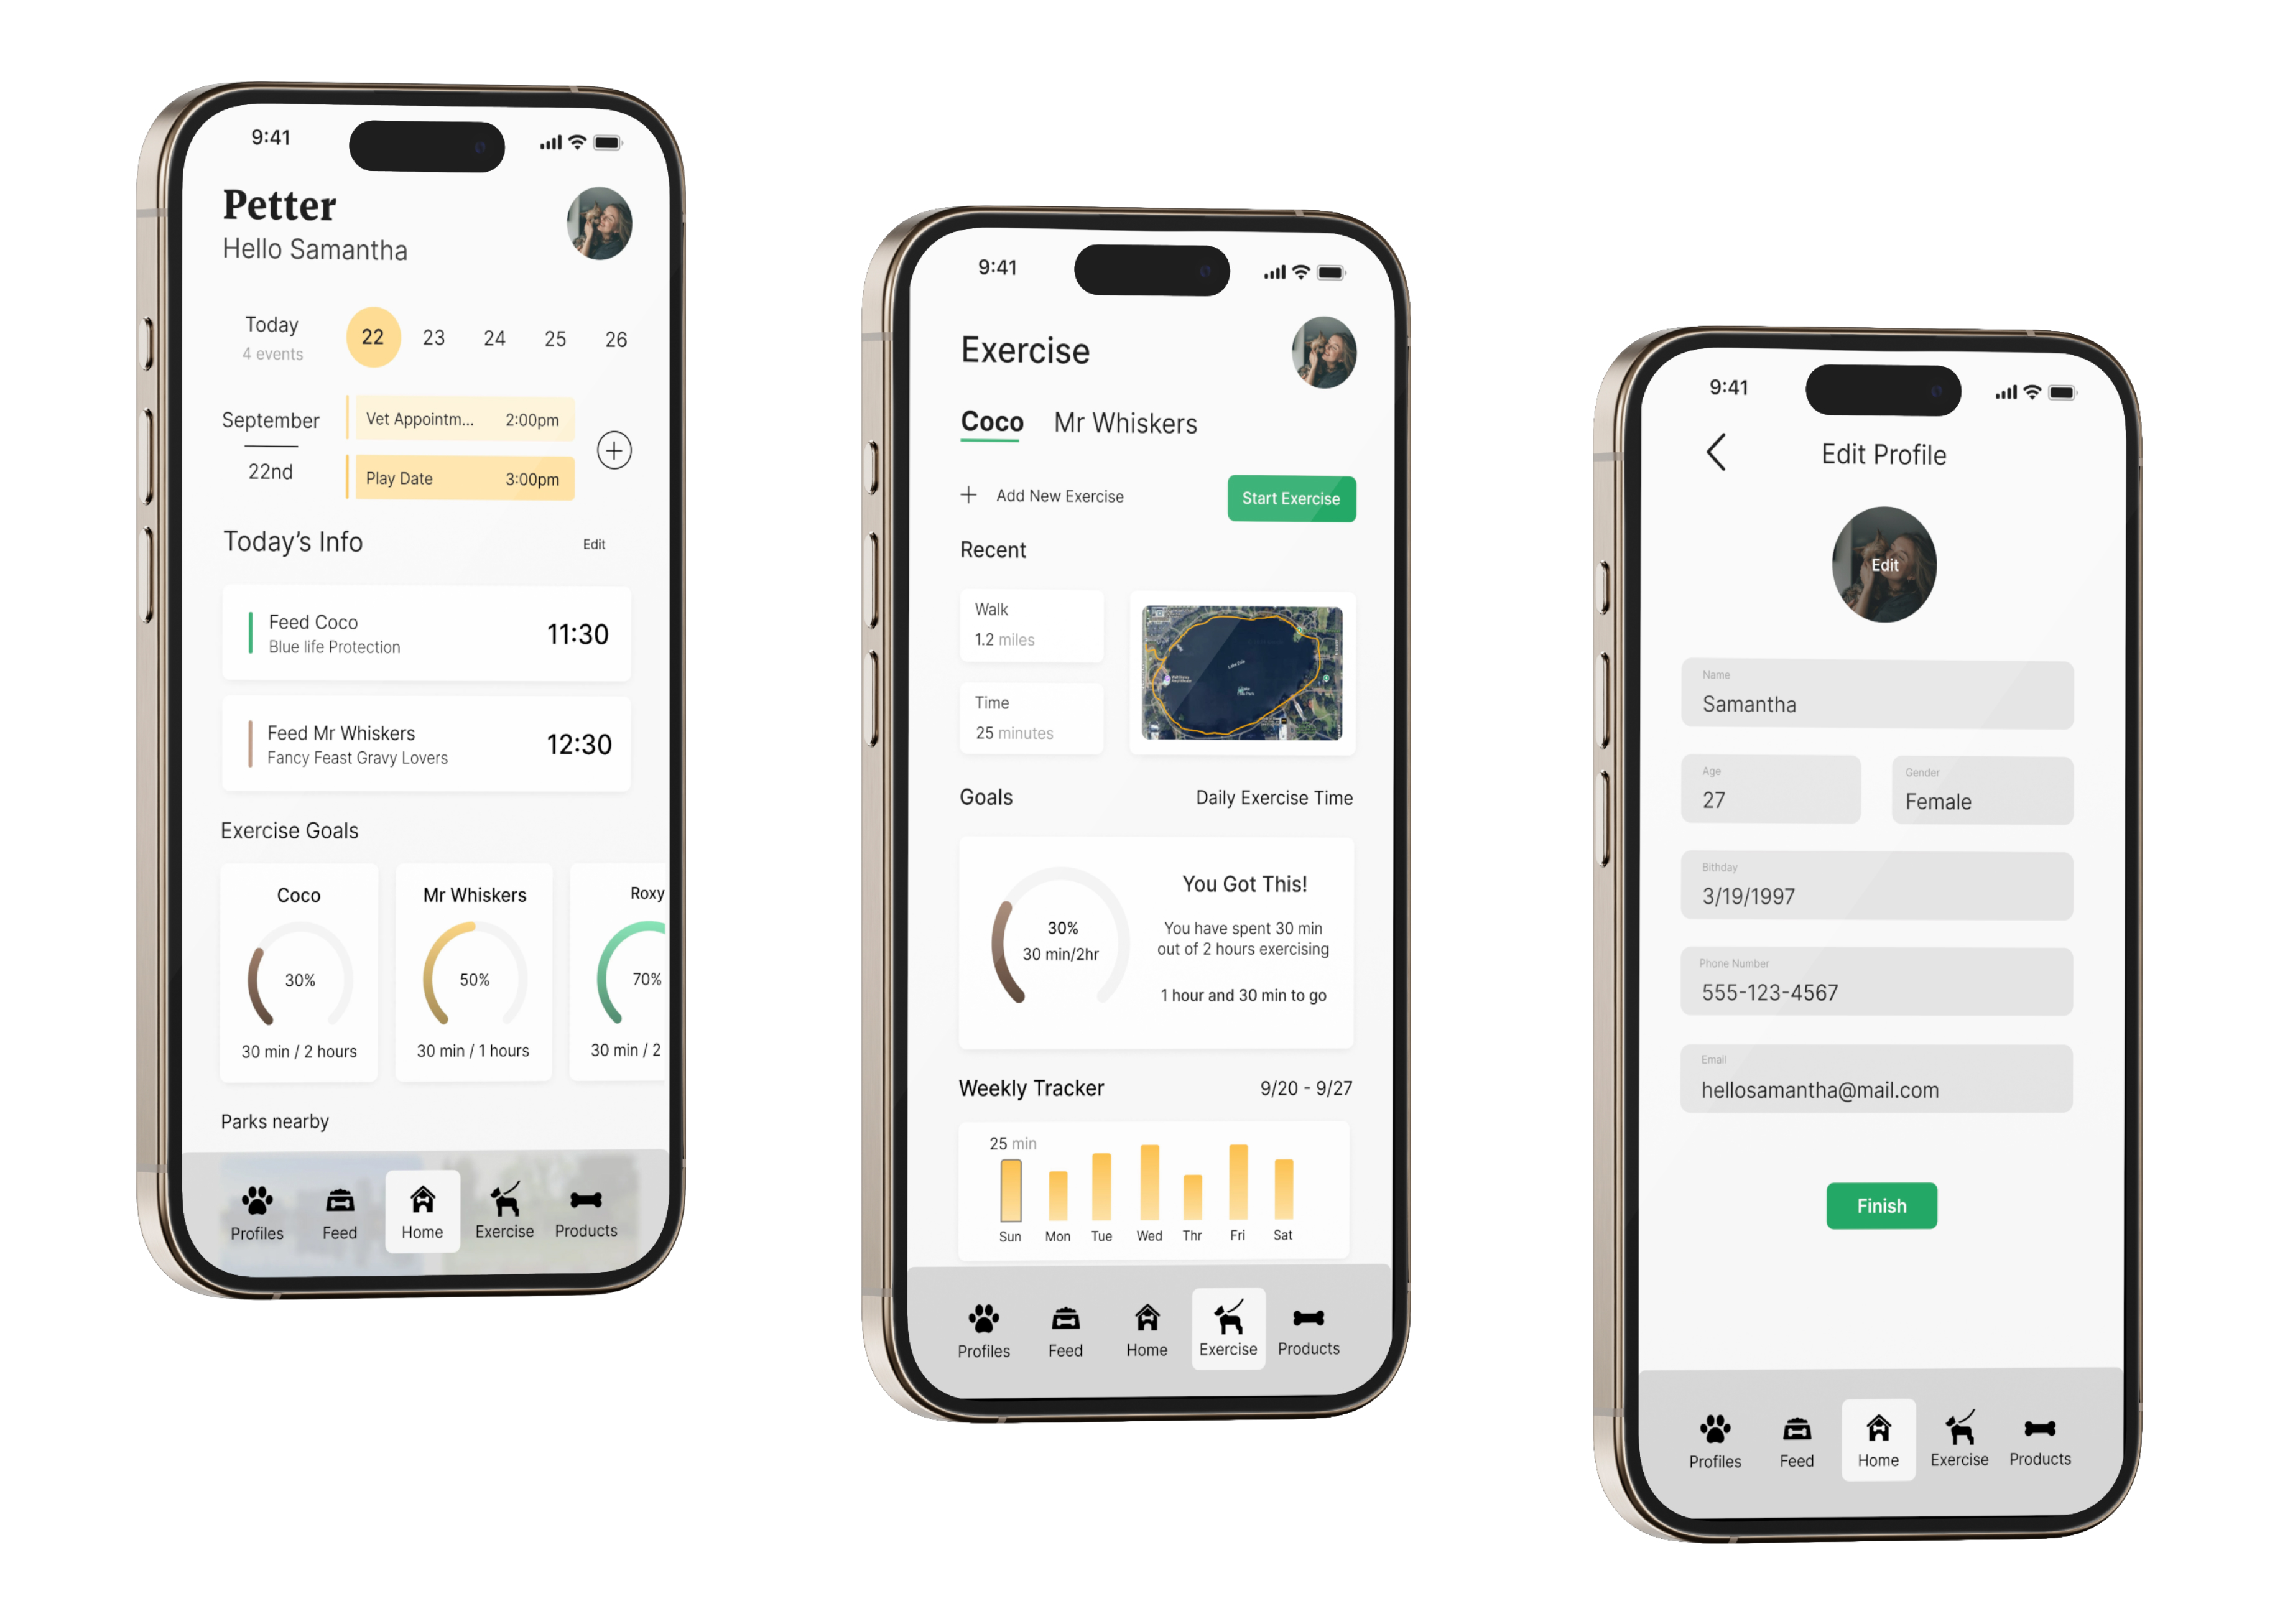 9:41
Petter
Hello Samantha
Today
4 events
22 23 24 25 26
September
22nd
Vet Appointm... 2:00pm
Play Date 3:00pm
Today's Info Edit
Feed Coco
Blue life Protection
11:30
Feed Mr Whiskers
Fancy Feast Gravy Lovers
12:30
Exercise Goals
Coco
30%
30 min / 2 hours
Mr Whiskers
50%
30 min / 1 hours
Roxy
70%
30 min / 2
Parks nearby
Profiles Feed Home Exercise Products
9:41
Exercise
Coco Mr Whiskers
Add New Exercise Start Exercise
Recent
Walk
1.2 miles
Time
25 minutes
Goals Daily Exercise Time
30%
30 min/2hr
You Got This!
You have spent 30 min
out of 2 hours exercising
1 hour and 30 min to go
Weekly Tracker 9/20 - 9/27
25 min
Sun Mon Tue Wed Thr Fri Sat
Profiles Feed Home Exercise Products
9:41
Edit Profile
Edit
Name
Samantha
Age
27
Gender
Female
Bithday
3/19/1997
Phone Number
555-123-4567
Email
hellosamantha@mail.com
Finish
Profiles Feed Home Exercise Products